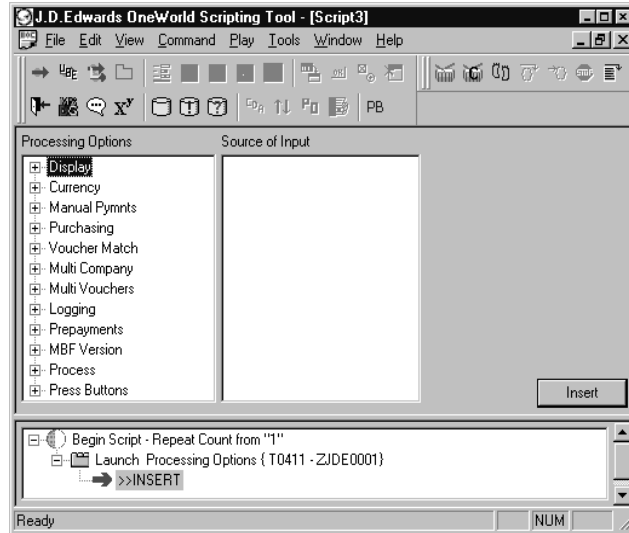 J.D.Edwards OneWorld Scripting Tool - [Script3]
File Edit View Command Play Tools Window Help
UBE
PB
Processing Options Source of Input
Display
Currency
Manual Pymnts
Purchasing
Voucher Match
Multi Company
Multi Vouchers
Logging
Prepayments
MBF Version
Process
Press Buttons
Insert
Begin Script - Repeat Count from "1"
Launch Processing Options { T0411 - ZJDE0001}
>>INSERT
Ready NUM